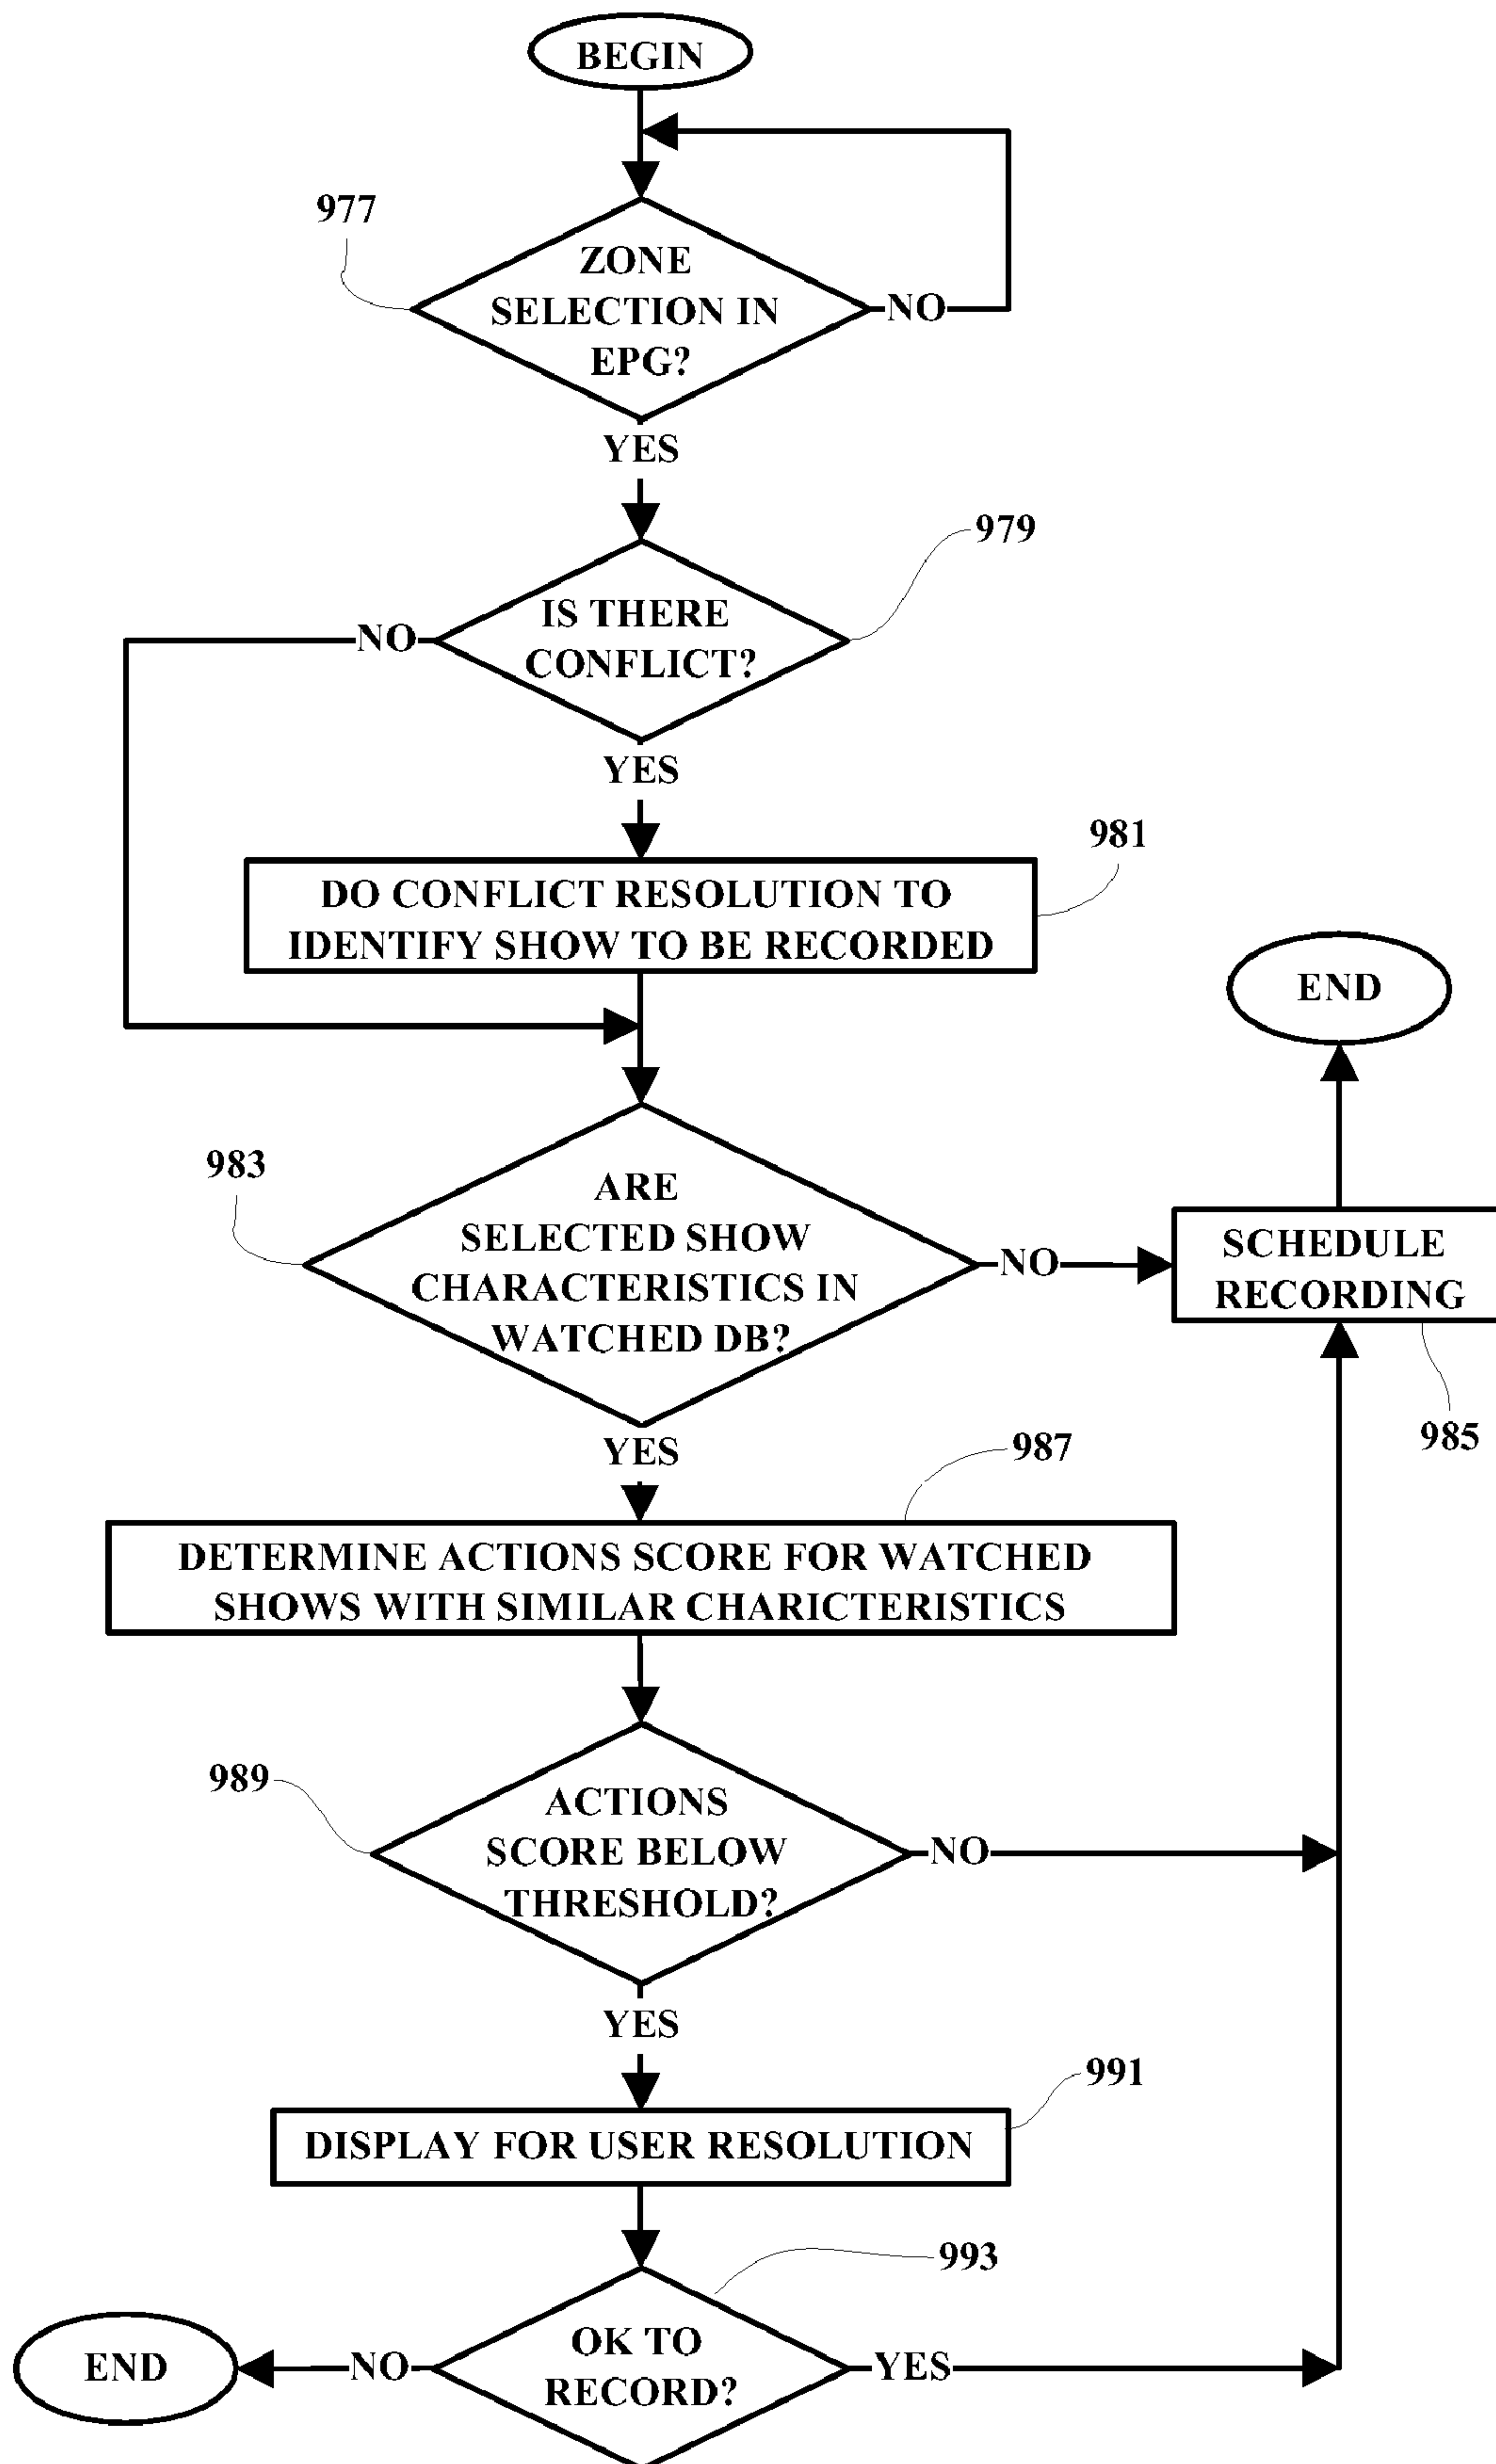 BEGIN
977
ZONE
SELECTION IN
EPG?
NO
YES
979
IS THERE
CONFLICT?
NO
YES
981
DO CONFLICT RESOLUTION TO
IDENTIFY SHOW TO BE RECORDED
END
983
ARE
SELECTED SHOW
CHARACTERISTICS IN
WATCHED DB?
NO
SCHEDULE
RECORDING
985
YES
987
DETERMINE ACTIONS SCORE FOR WATCHED
SHOWS WITH SIMILAR CHARICTERISTICS
989
ACTIONS
SCORE BELOW
THRESHOLD?
NO
YES
991
DISPLAY FOR USER RESOLUTION
993
OK TO
RECORD?
NO
END
YES